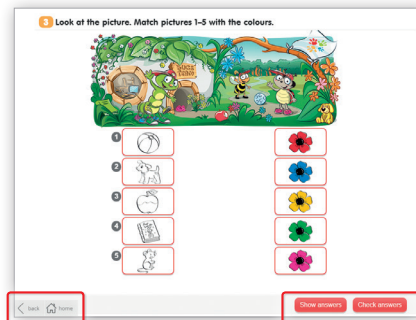 3 Look at the picture. Match pictures 1–5 with the colours.
1
2
3
4
5
back home
Show answers Check answers